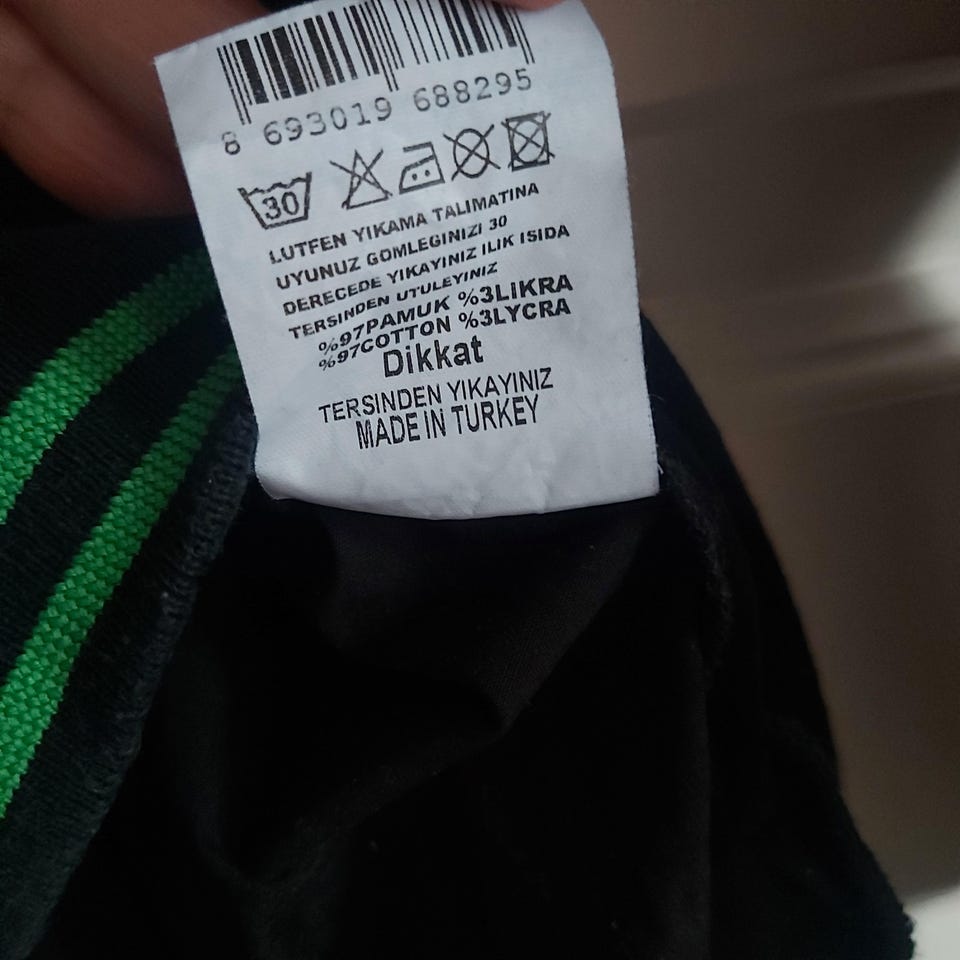 8 693019 688295
30
LUTFEN YIKAMA TALIMATINA
UYUNUZ GOMLEGINIZI 30
DERECEDE YIKAYINIZ ILIK ISIDA
TERSINDEN UTULEYINIZ
%97PAMUK %3LIKRA
%97COTTON %3LYCRA
Dikkat
TERSINDEN YIKAYINIZ
MADE IN TURKEY